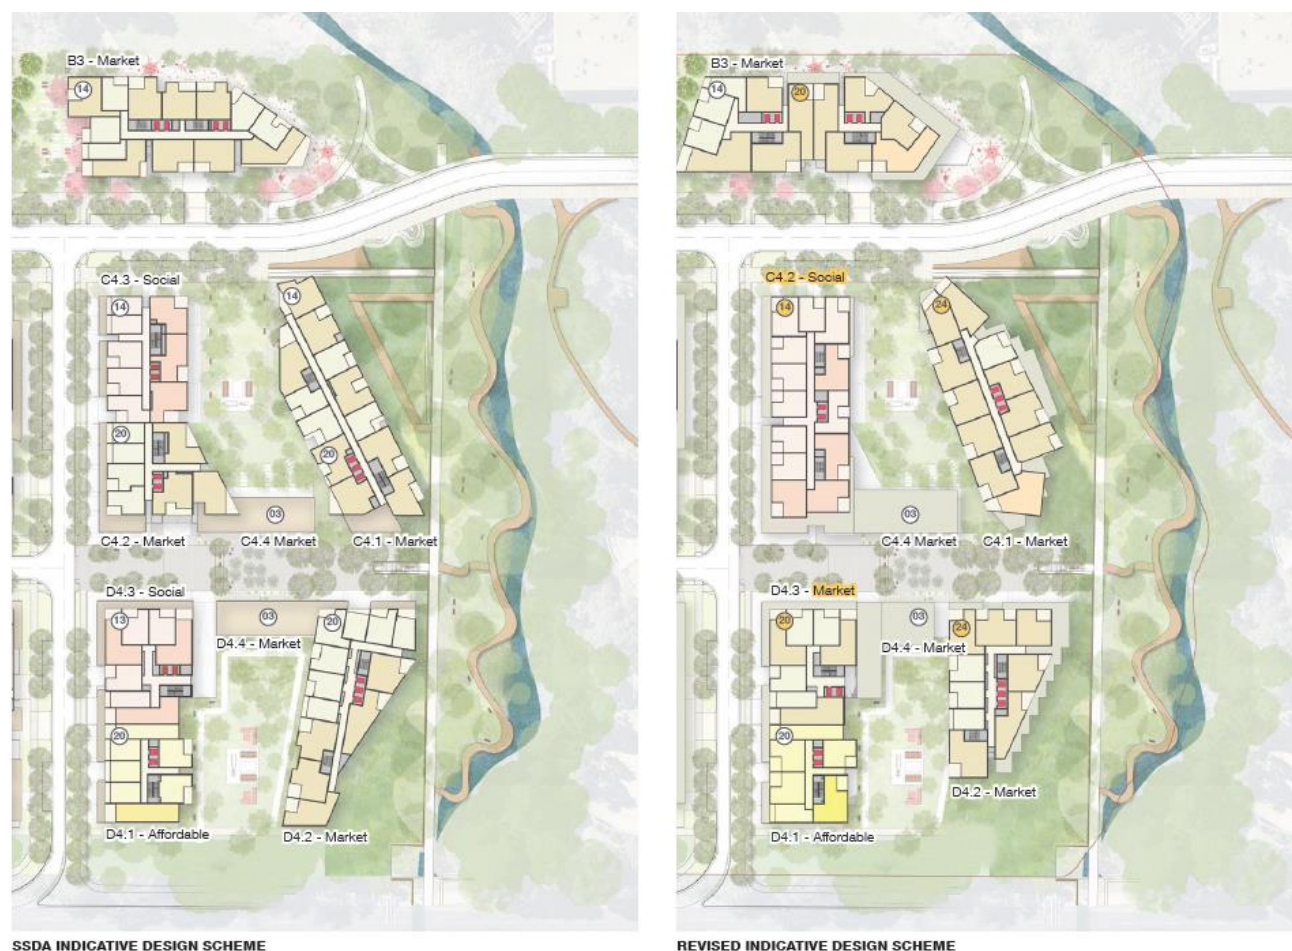 B3 - Market
14
C4.3 - Social
14
14
20
20
03
C4.2 - Market
C4.4 Market
C4.1 - Market
D4.3 - Social
13
03
20
D4.4 - Market
20
D4.1 - Affordable
D4.2 - Market
SSDA INDICATIVE DESIGN SCHEME
B3 - Market
14
20
C4.2 - Social
14
24
03
C4.4 Market
C4.1 - Market
D4.3 - Market
20
03
24
D4.4 - Market
20
D4.2 - Market
D4.1 - Affordable
REVISED INDICATIVE DESIGN SCHEME